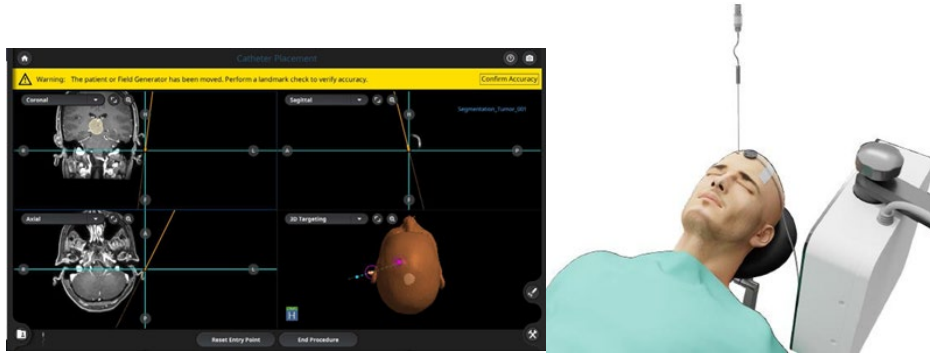 Catheter Placement
Warning: The patient or Field Generator has been moved. Perform a landmark check to verify accuracy.
Confirm Accuracy
Coronal
Sagittal
Segmentation_Tumor_001
H
H
R
L
A
P
F
F
Axial
3D Targeting
A
R
L
P
H
Reset Entry Point
End Procedure